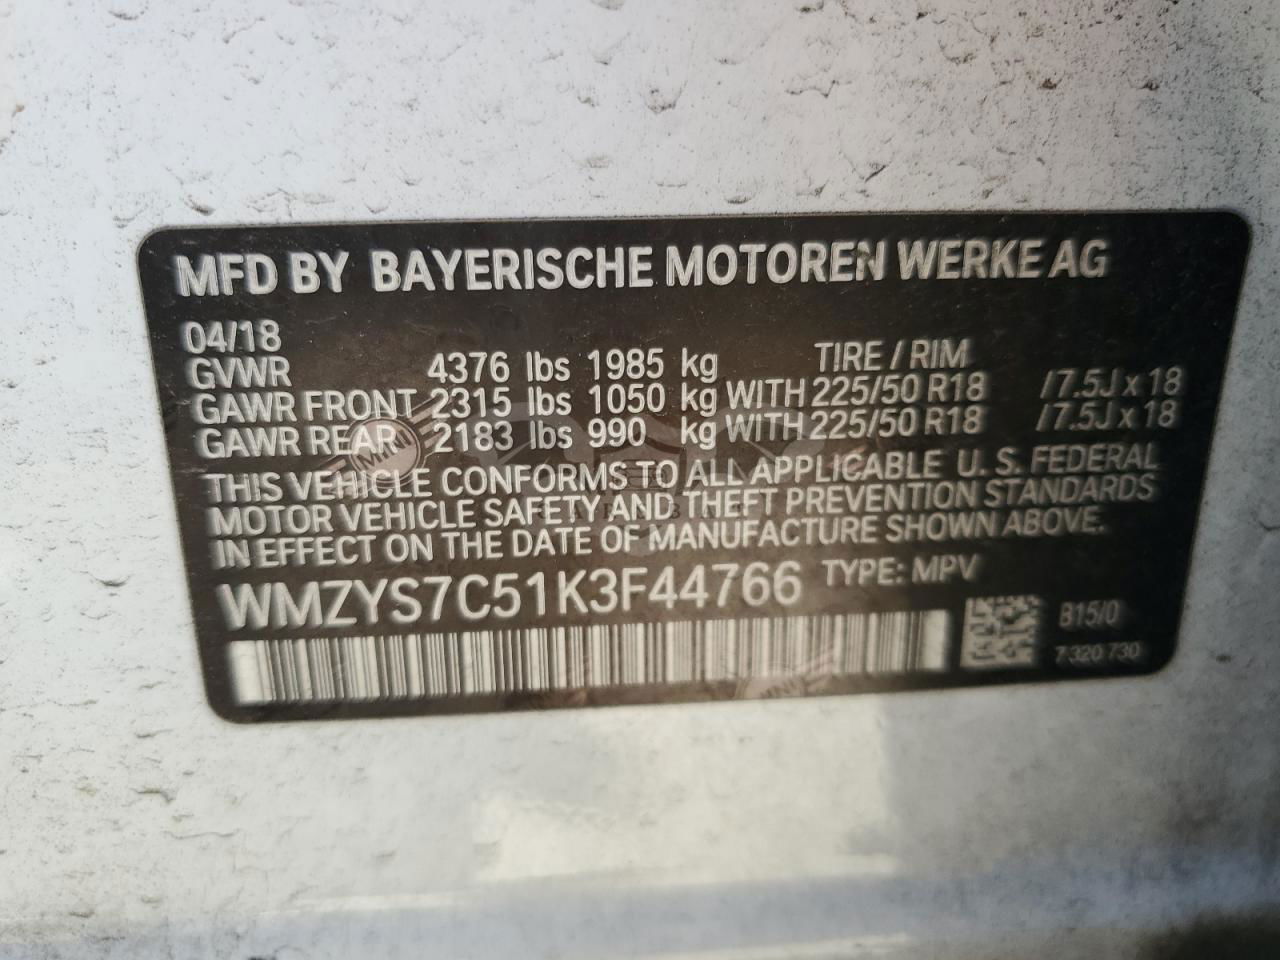 MFD BY BAYERISCHE MOTOREN WERKE AG
04/18
GVWR 4376 lbs 1985 kg TIRE / RIM
GAWR FRONT 2315 lbs 1050 kg WITH 225/50 R18 /7.5J x 18
GAWR REAR 2183 lbs 990 kg WITH 225/50 R18 /7.5J x 18
THIS VEHICLE CONFORMS TO ALL APPLICABLE U. S. FEDERAL
MOTOR VEHICLE SAFETY AND THEFT PREVENTION STANDARDS
IN EFFECT ON THE DATE OF MANUFACTURE SHOWN ABOVE.
WMZYS7C51K3F44766 TYPE: MPV
B15/0
7 320 730
MINI
MINI